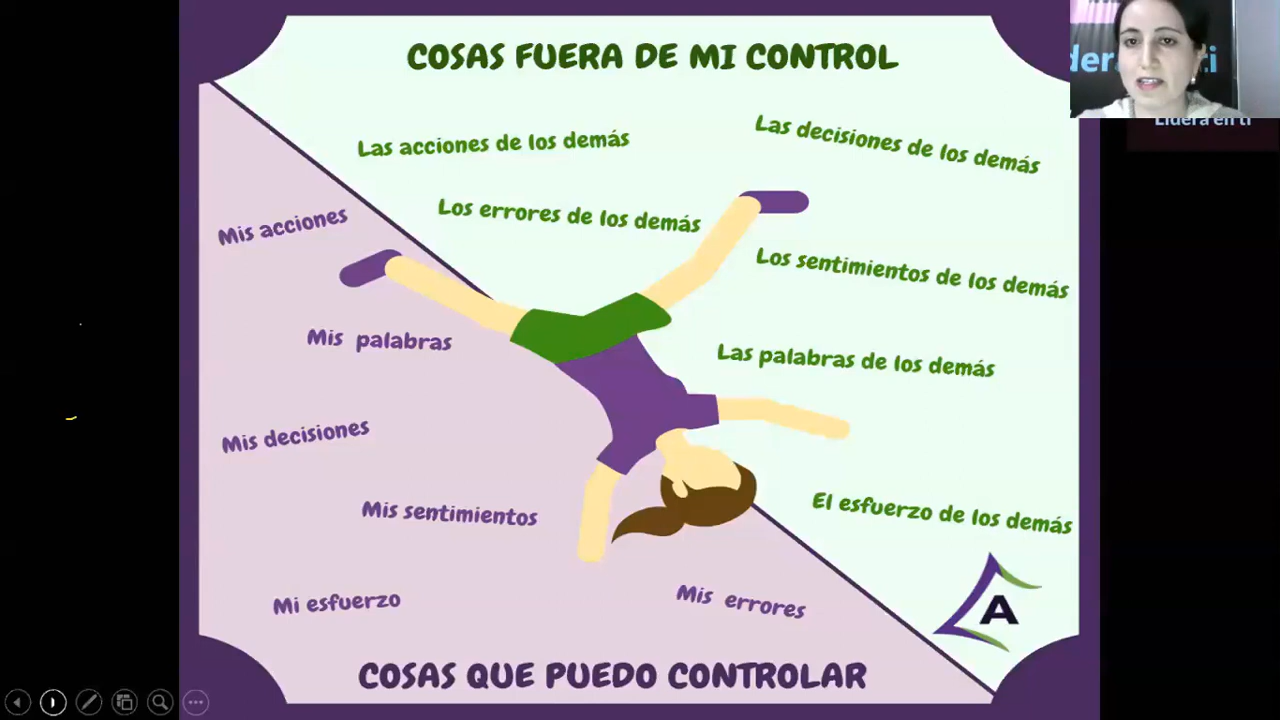 COSAS FUERA DE MI CONTROL
Las acciones de los demás
Las decisiones de los demás
Los errores de los demás
Los sentimientos de los demás
Las palabras de los demás
El esfuerzo de los demás
A
Mis acciones
Mis palabras
Mis decisiones
Mis sentimientos
Mi esfuerzo
Mis errores
COSAS QUE PUEDO CONTROLAR
Lidera en ti